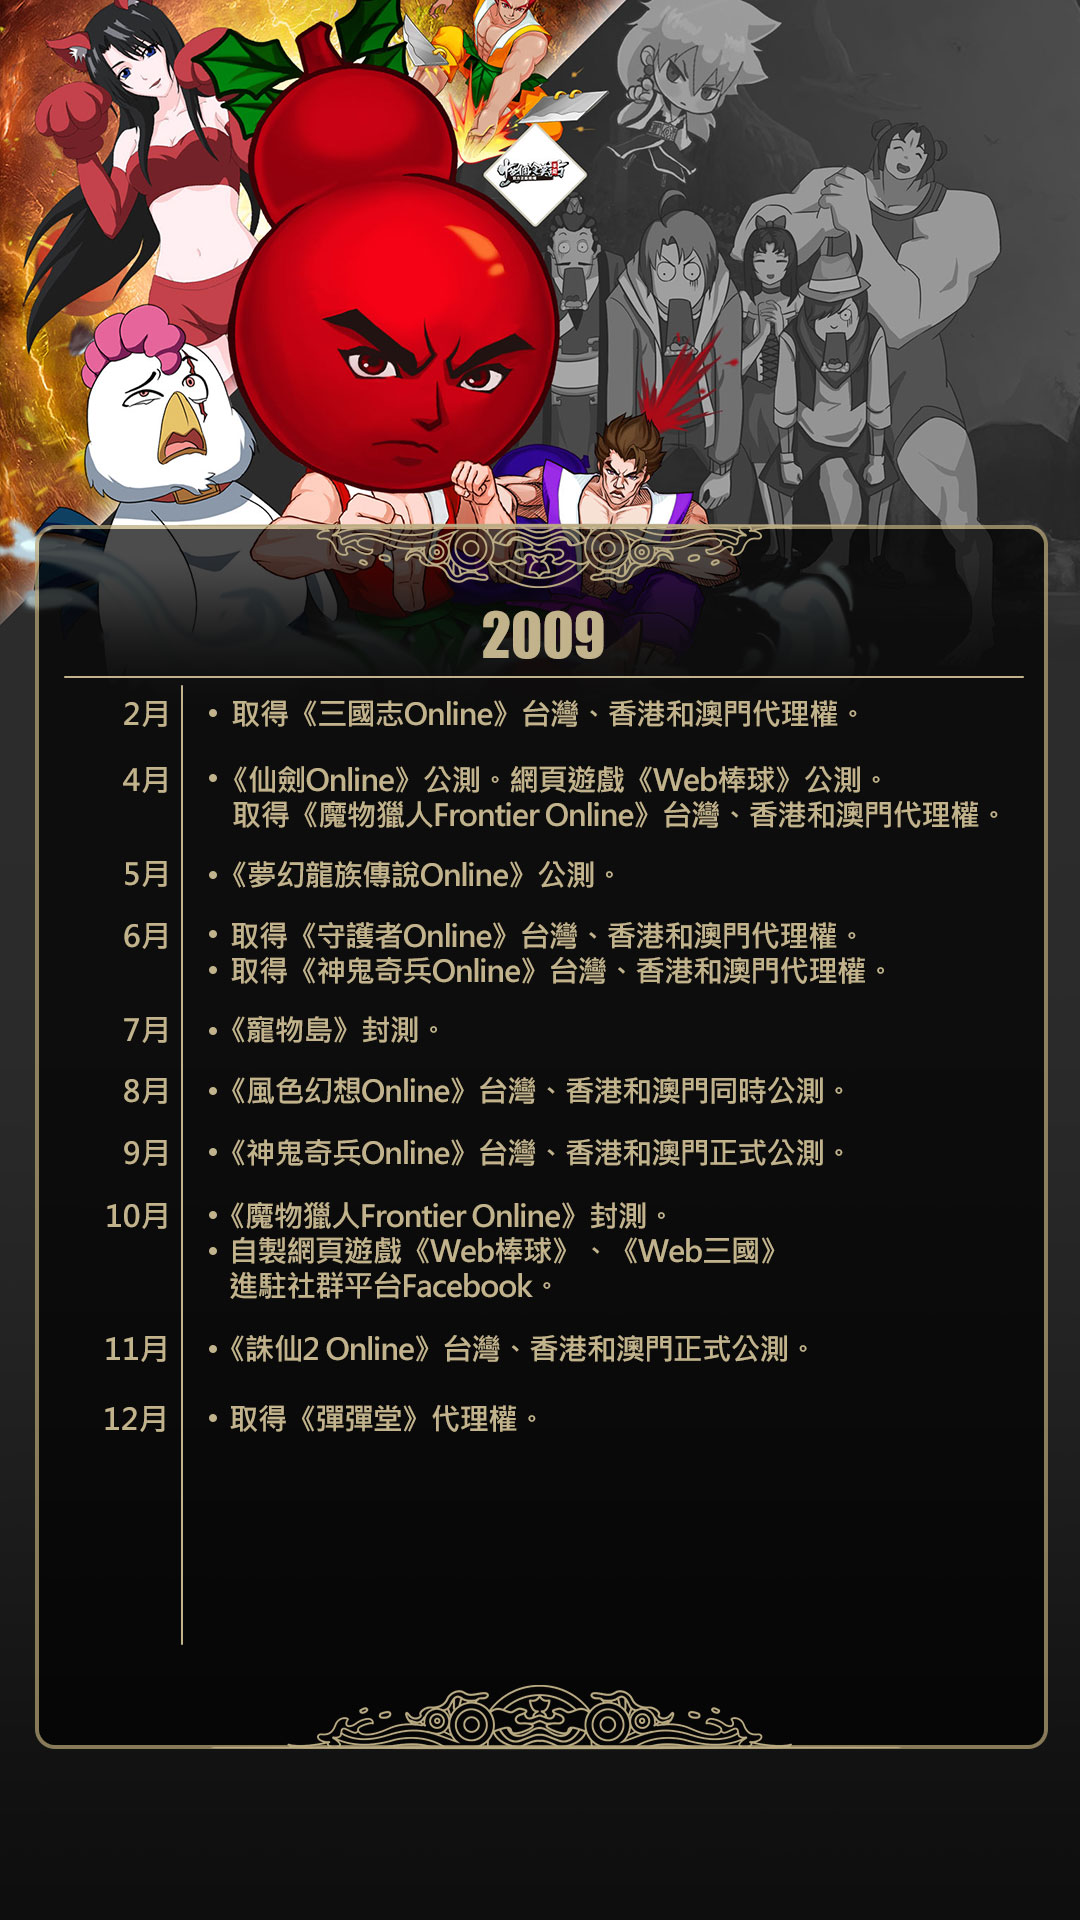 2009
2月 • 取得《三國志Online》台灣、香港和澳門代理權。
4月 •《仙劍Online》公測。網頁遊戲《Web棒球》公測。
取得《魔物獵人Frontier Online》台灣、香港和澳門代理權。
5月 •《夢幻龍族傳說Online》公測。
6月 • 取得《守護者Online》台灣、香港和澳門代理權。
• 取得《神鬼奇兵Online》台灣、香港和澳門代理權。
7月 •《寵物島》封測。
8月 •《風色幻想Online》台灣、香港和澳門同時公測。
9月 •《神鬼奇兵Online》台灣、香港和澳門正式公測。
10月 •《魔物獵人Frontier Online》封測。
• 自製網頁遊戲《Web棒球》、《Web三國》
進駐社群平台Facebook。
11月 •《誅仙2 Online》台灣、香港和澳門正式公測。
12月 • 取得《彈彈堂》代理權。